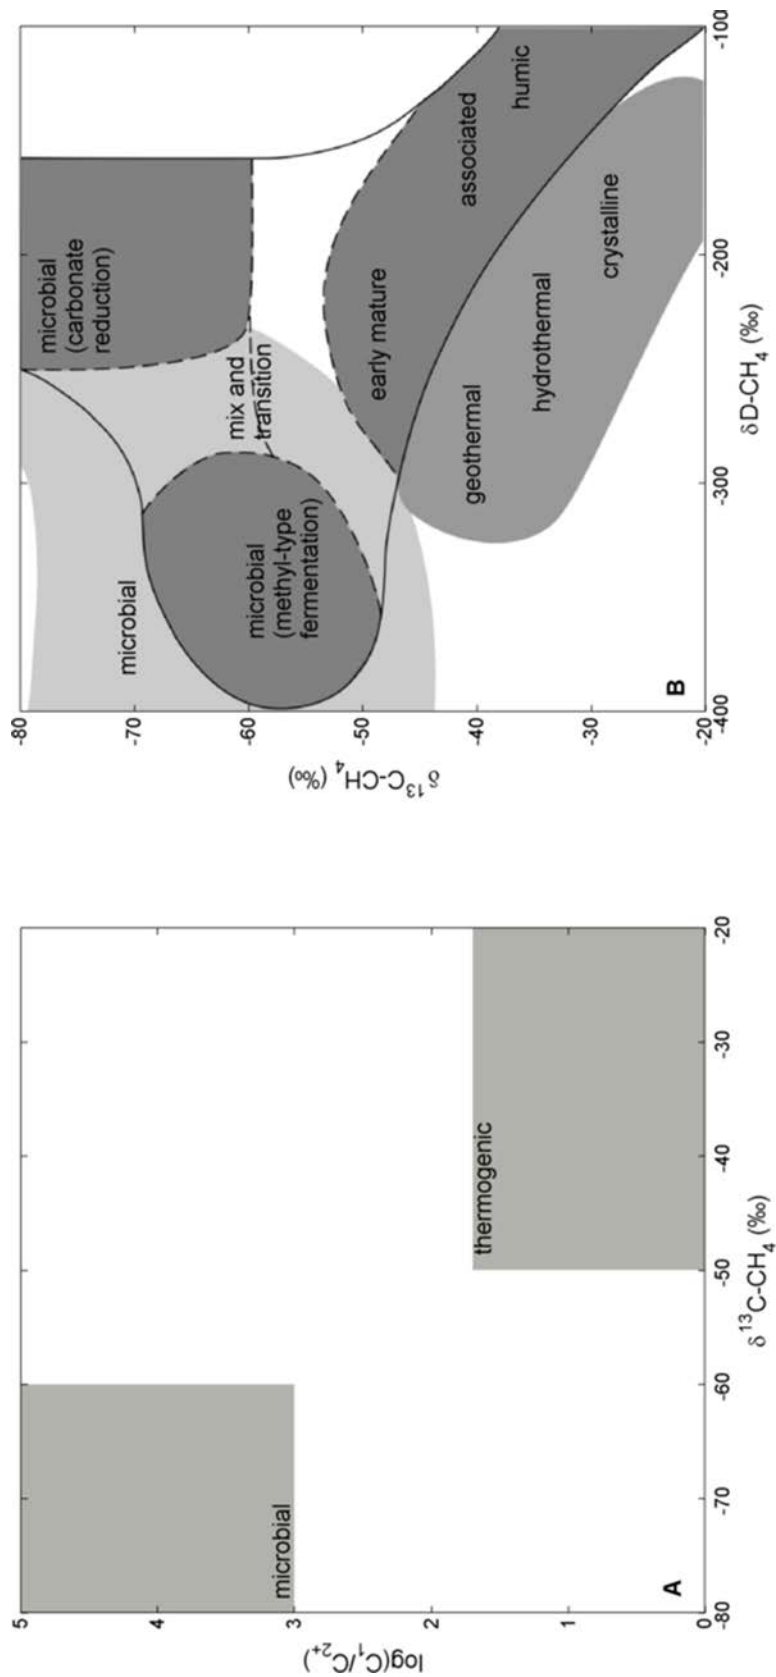 5
4
3
2
1
0
log(C₁/C₂₊)
microbial
thermogenic
A
-80
-70
-60
-50
-40
-30
-20
δ¹³C-CH₄ (‰)
-80
-70
-60
-50
-40
-30
-20
δ¹³C-CH₄ (‰)
microbial
microbial
(carbonate
reduction)
mix and
transition
microbial
(methyl-type
fermentation)
early mature
associated
humic
geothermal
hydrothermal
crystalline
B
-400
-300
-200
-100
δD-CH₄ (‰)